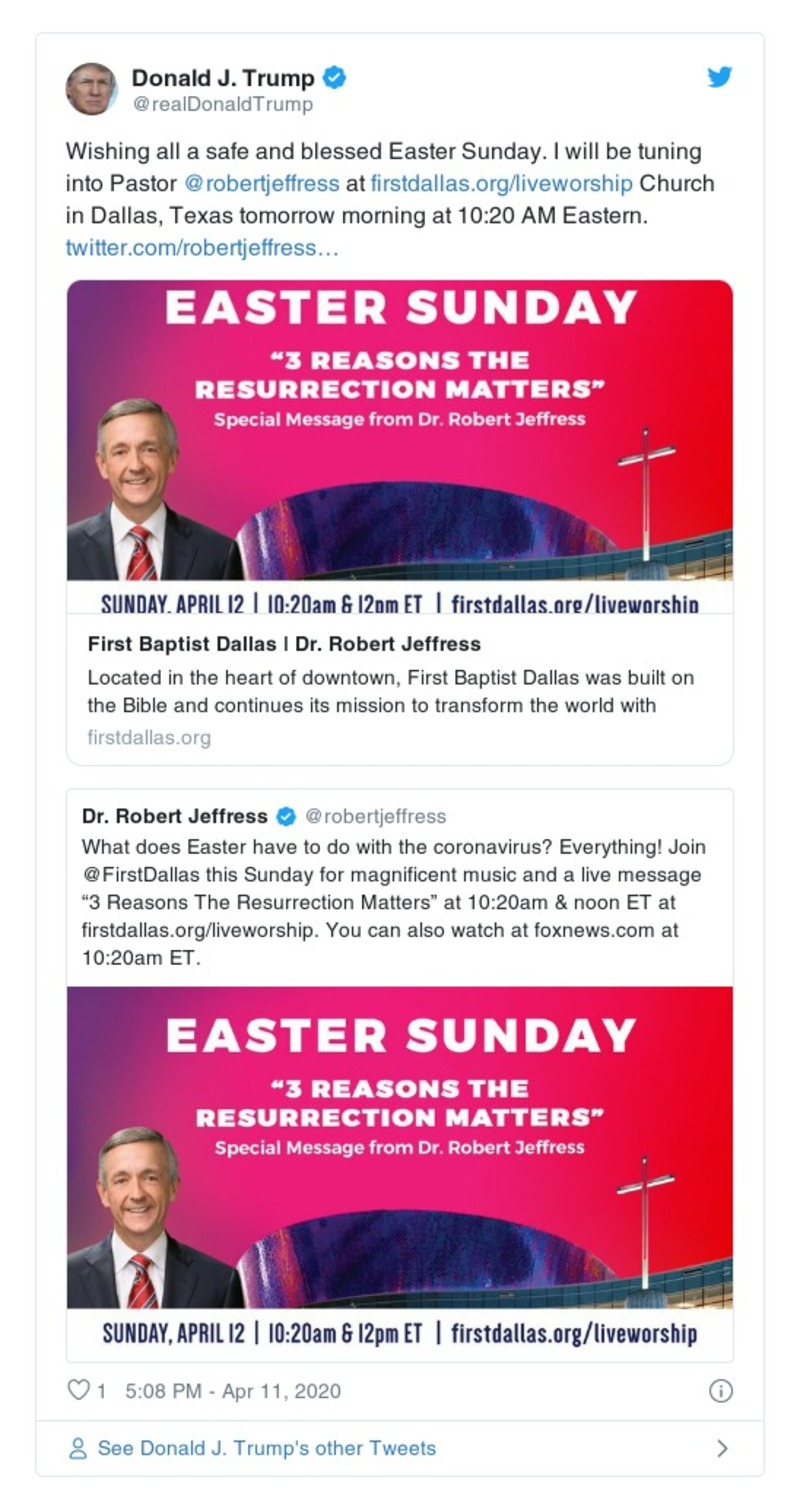 Donald J. Trump
@realDonaldTrump
Wishing all a safe and blessed Easter Sunday. I will be tuning
into Pastor @robertjeffress at firstdallas.org/liveworship Church
in Dallas, Texas tomorrow morning at 10:20 AM Eastern.
twitter.com/robertjeffress…
EASTER SUNDAY
“3 REASONS THE
RESURRECTION MATTERS”
Special Message from Dr. Robert Jeffress
SUNDAY, APRIL 12 | 10:20am & 12pm ET | firstdallas.org/liveworship
First Baptist Dallas | Dr. Robert Jeffress
Located in the heart of downtown, First Baptist Dallas was built on
the Bible and continues its mission to transform the world with
firstdallas.org
Dr. Robert Jeffress @robertjeffress
What does Easter have to do with the coronavirus? Everything! Join
@FirstDallas this Sunday for magnificent music and a live message
“3 Reasons The Resurrection Matters” at 10:20am & noon ET at
firstdallas.org/liveworship. You can also watch at foxnews.com at
10:20am ET.
EASTER SUNDAY
“3 REASONS THE
RESURRECTION MATTERS”
Special Message from Dr. Robert Jeffress
SUNDAY, APRIL 12 | 10:20am & 12pm ET | firstdallas.org/liveworship
1 5:08 PM - Apr 11, 2020
See Donald J. Trump's other Tweets